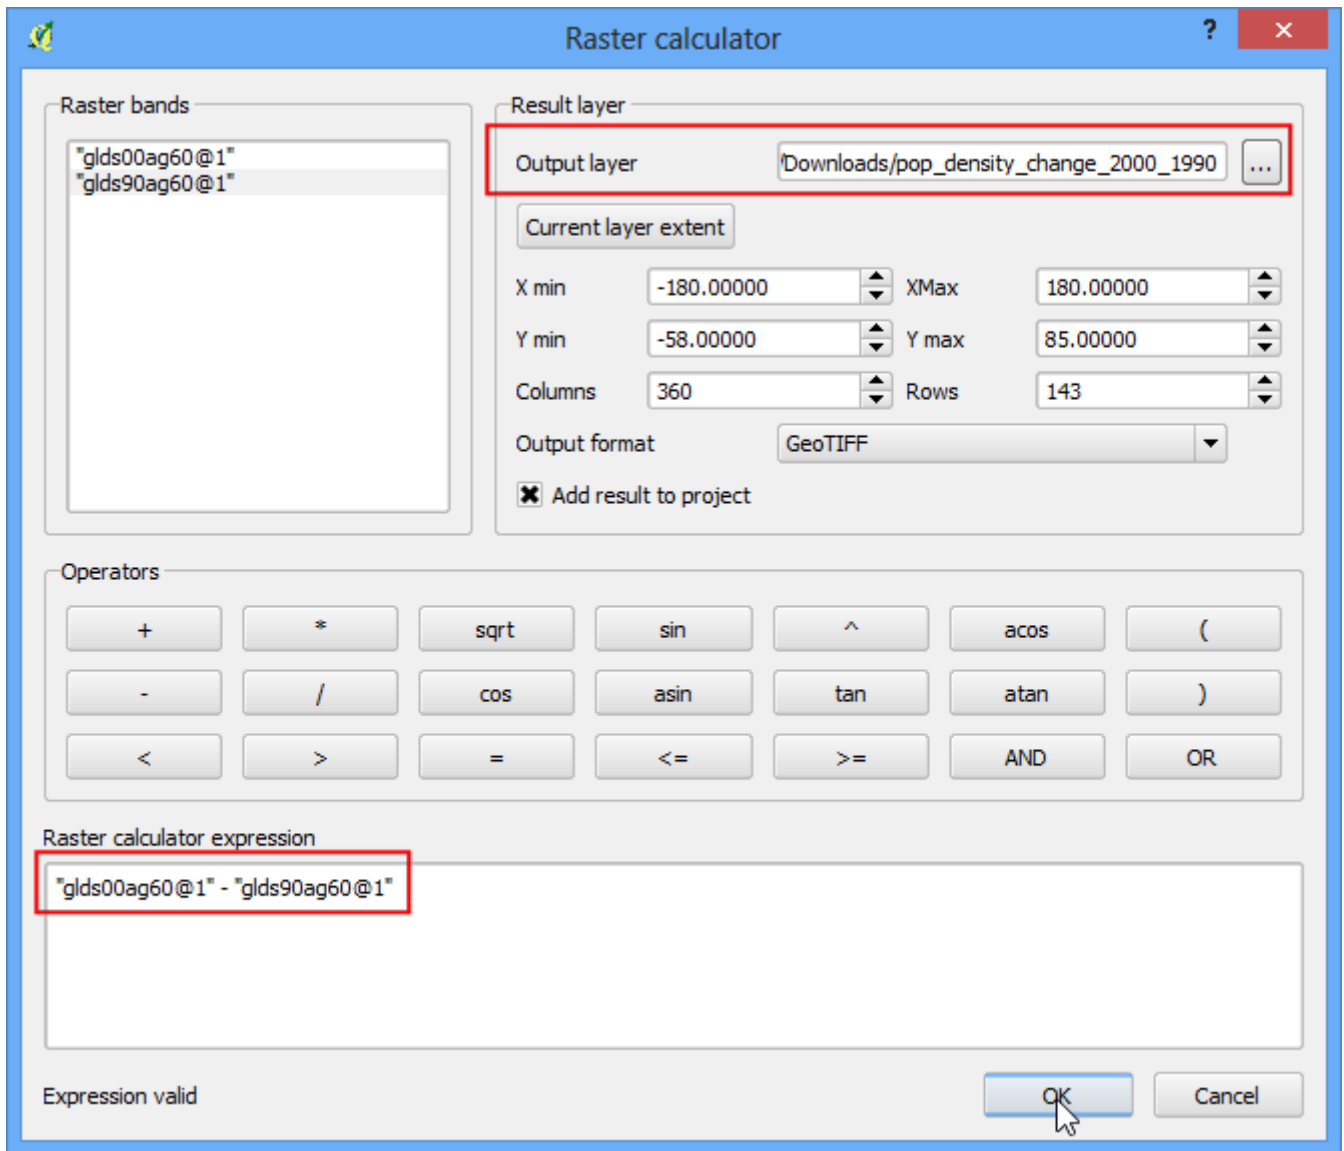 Raster calculator
?
Raster bands
"glds00ag60@1"
"glds90ag60@1"
Result layer
Output layer /Downloads/pop_density_change_2000_1990 ...
Current layer extent
X min -180.00000 XMax 180.00000
Y min -58.00000 Y max 85.00000
Columns 360 Rows 143
Output format GeoTIFF
Add result to project
Operators
+ * sqrt sin ^ acos (
- / cos asin tan atan )
< > = <= >= AND OR
Raster calculator expression
"glds00ag60@1" - "glds90ag60@1"
Expression valid
OK Cancel